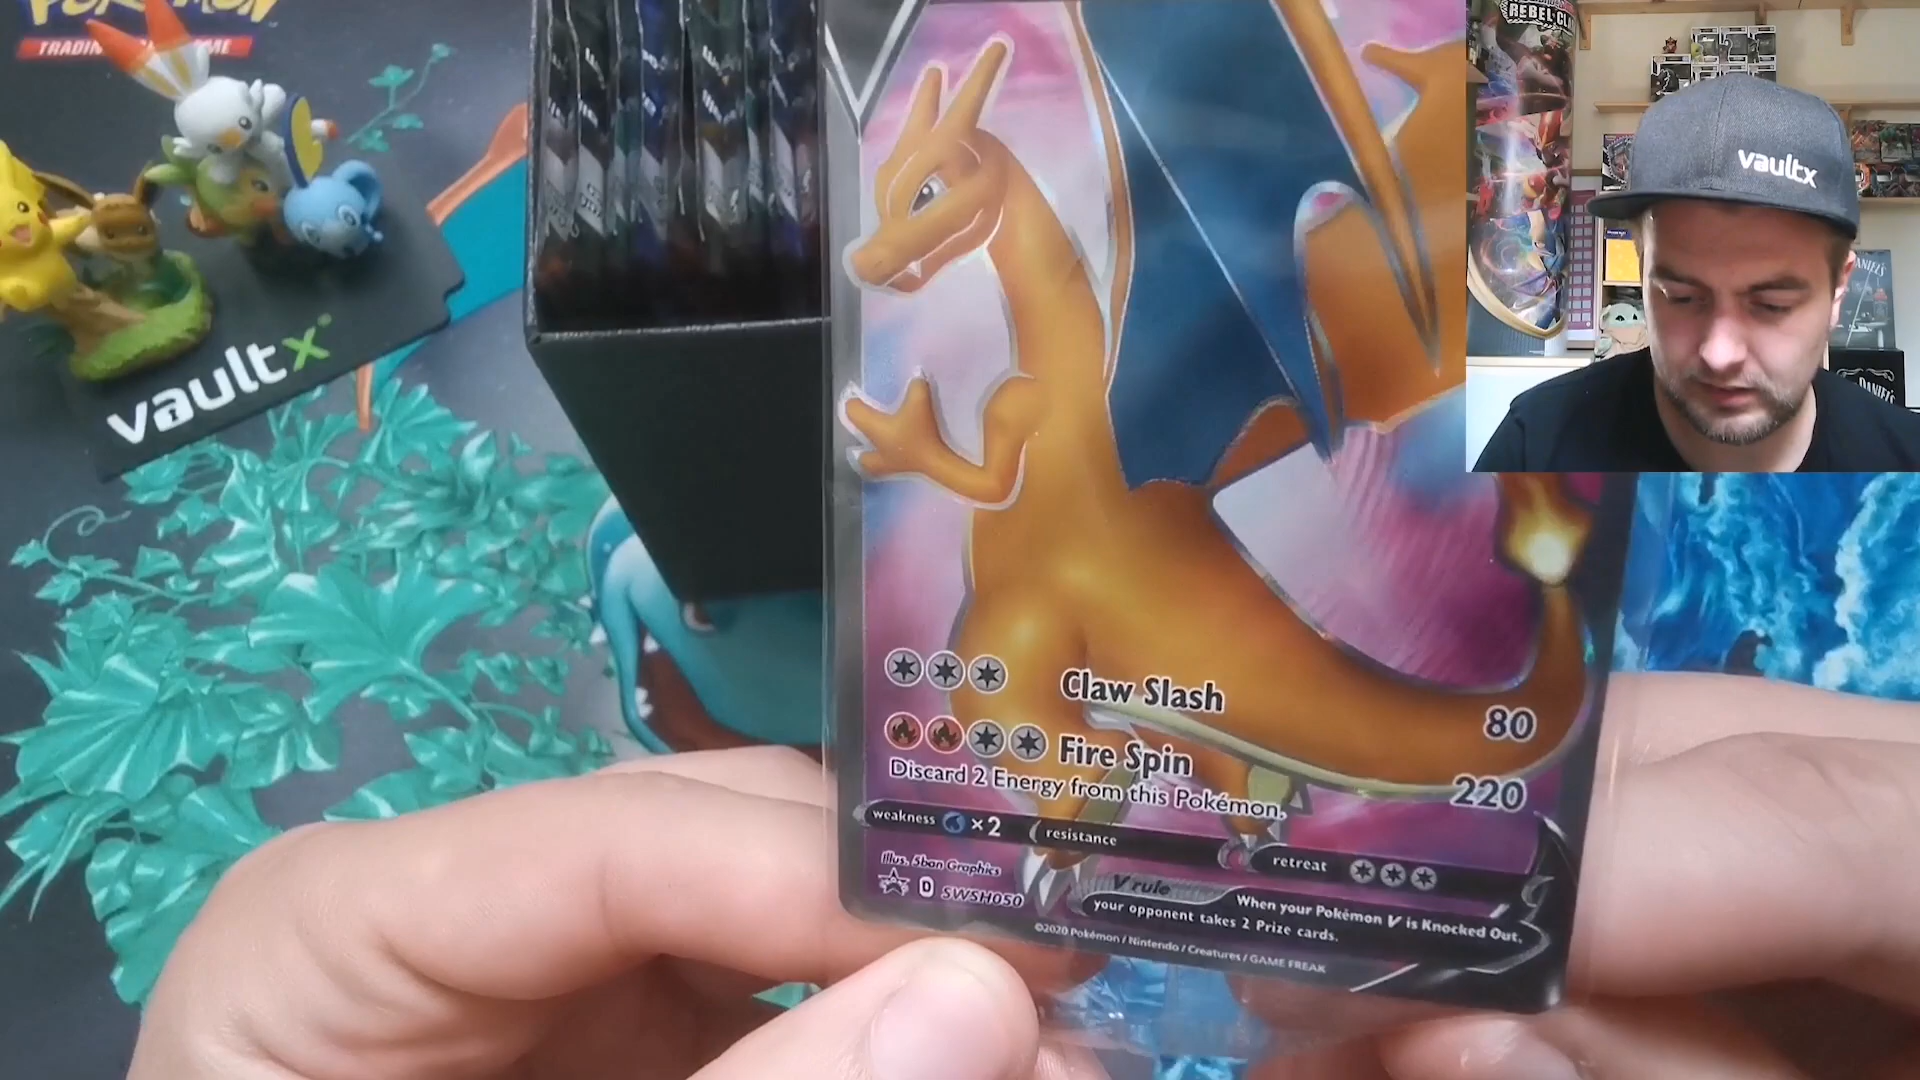 POKÉMON
TRADING CARD GAME
vaultx
REBEL CLASH
vaultx
DANIEL'S
DANIEL'S
Claw Slash
80
Fire Spin
220
Discard 2 Energy from this Pokémon.
weakness ×2
resistance
retreat
Illus. 5ban Graphics
D SWSH050
V rule
When your Pokémon V is Knocked Out,
your opponent takes 2 Prize cards.
©2020 Pokémon / Nintendo / Creatures / GAME FREAK